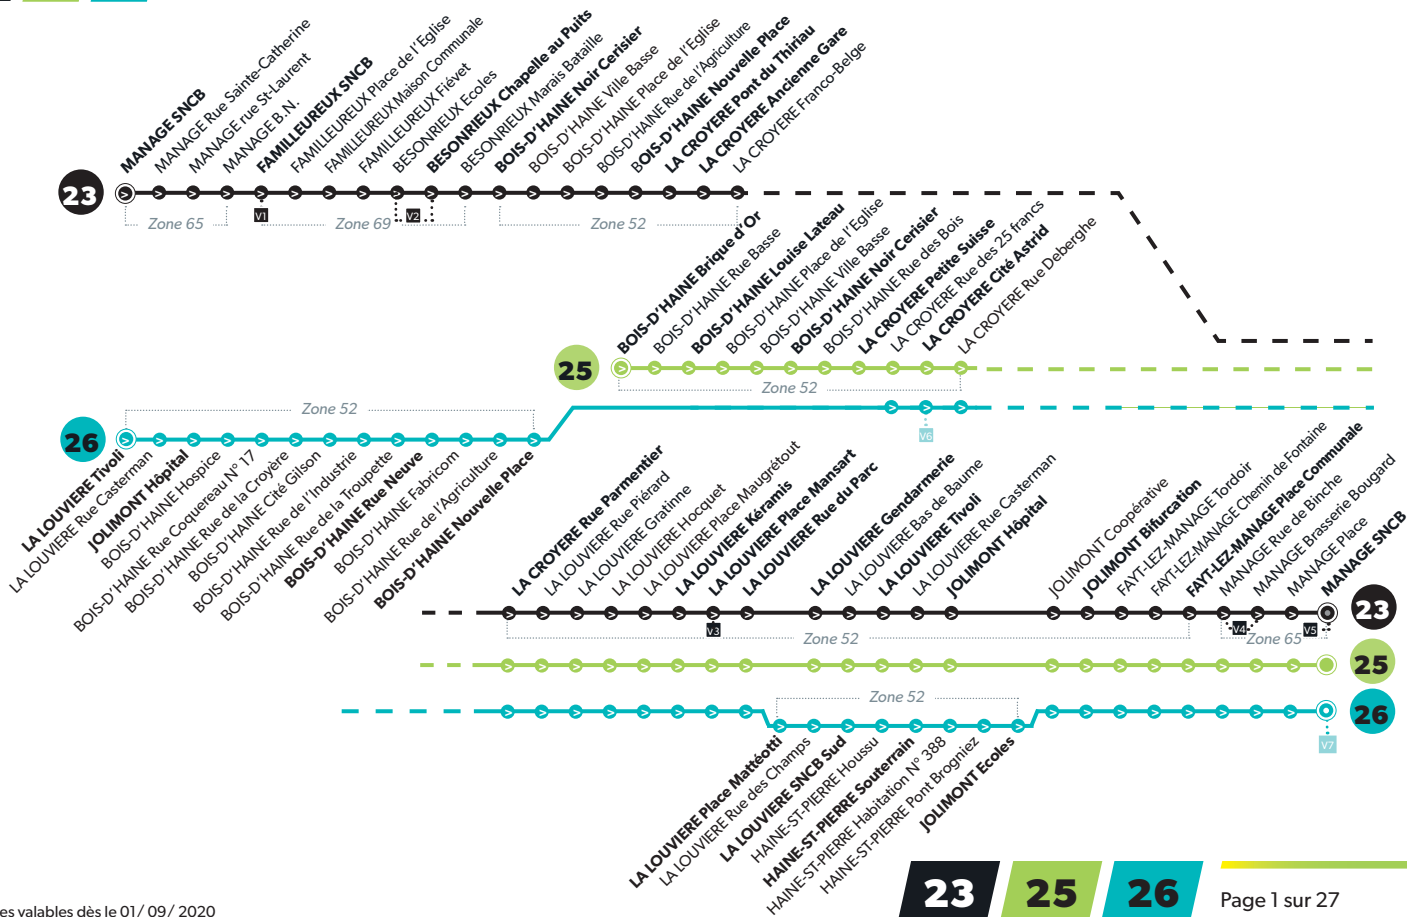 MANAGE SNCB
MANAGE Rue Sainte-Catherine
MANAGE rue St-Laurent
MANAGE B.N.
FAMILLEUREUX SNCB
FAMILLEUREUX Place de l'Eglise
FAMILLEUREUX Maison Communale
FAMILLEUREUX Fiévet
BESONRIEUX Ecoles
BESONRIEUX Chapelle au Puits
BESONRIEUX Marais Bataille
BOIS-D'HAINE Noir Cerisier
BOIS-D'HAINE Ville Basse
BOIS-D'HAINE Place de l'Eglise
BOIS-D'HAINE Rue de l'Agriculture
BOIS-D'HAINE Nouvelle Place
LA CROYERE Pont du Thiriau
LA CROYERE Ancienne Gare
LA CROYERE Franco-Belge
23
Zone 65
V1
Zone 69
V2
Zone 52
BOIS-D'HAINE Brique d'Or
BOIS-D'HAINE Rue Basse
BOIS-D'HAINE Louise Lateau
BOIS-D'HAINE Place de l'Eglise
BOIS-D'HAINE Ville Basse
BOIS-D'HAINE Noir Cerisier
BOIS-D'HAINE Rue des Bois
LA CROYERE Petite Suisse
LA CROYERE Rue des 25 francs
LA CROYERE Cité Astrid
LA CROYERE Rue Deberghe
25
Zone 52
Zone 52
26
V6
LA LOUVIERE Tivoli
LA LOUVIERE Rue Casterman
JOLIMONT Hôpital
BOIS-D'HAINE Hospice
BOIS-D'HAINE Rue Coquereau N° 17
BOIS-D'HAINE Rue de la Croyère
BOIS-D'HAINE Cité Gilson
BOIS-D'HAINE Rue de l'Industrie
BOIS-D'HAINE Rue de la Troupette
BOIS-D'HAINE Rue Neuve
BOIS-D'HAINE Fabricom
BOIS-D'HAINE Rue de l'Agriculture
BOIS-D'HAINE Nouvelle Place
LA CROYERE Rue Parmentier
LA LOUVIERE Rue Piérard
LA LOUVIERE Gratinne
LA LOUVIERE Hocquet
LA LOUVIERE Place Maugrétout
LA LOUVIERE Kéramis
LA LOUVIERE Place Mansart
LA LOUVIERE Rue du Parc
LA LOUVIERE Gendarmerie
LA LOUVIERE Bas de Baume
LA LOUVIERE Tivoli
LA LOUVIERE Rue Casterman
JOLIMONT Hôpital
JOLIMONT Coopérative
JOLIMONT Bifurcation
FAYT-LEZ-MANAGE Tordoir
FAYT-LEZ-MANAGE Chemin de Fontaine
FAYT-LEZ-MANAGE Place Communale
MANAGE Rue de Binche
MANAGE Brasserie Bougard
MANAGE Place
MANAGE SNCB
23
V3
Zone 52
V4
Zone 65
V5
25
Zone 52
26
V7
LA LOUVIERE Place Mattéotti
LA LOUVIERE Rue des Champs
LA LOUVIERE SNCB Sud
HAINE-ST-PIERRE Houssu
HAINE-ST-PIERRE Souterrain
HAINE-ST-PIERRE Habitation N° 388
HAINE-ST-PIERRE Pont Brogniez
JOLIMONT Ecoles
23 25 26
Page 1 sur 27
es valables dès le 01/ 09/ 2020